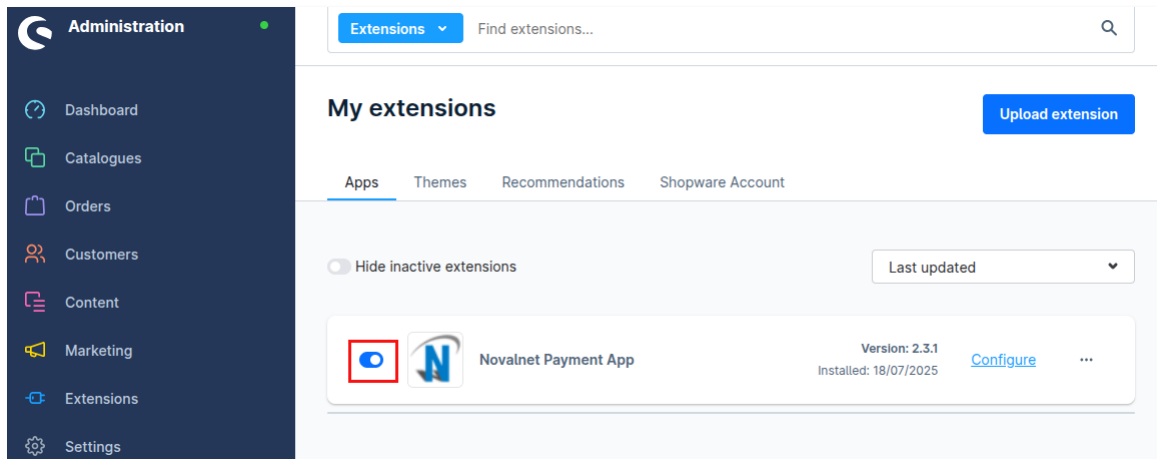 Administration
Dashboard
Catalogues
Orders
Customers
Content
Marketing
Extensions
Settings
Extensions
Find extensions...
My extensions
Upload extension
Apps Themes Recommendations Shopware Account
Hide inactive extensions
Last updated
N
Novalnet Payment App
Version: 2.3.1
Installed: 18/07/2025
Configure
...